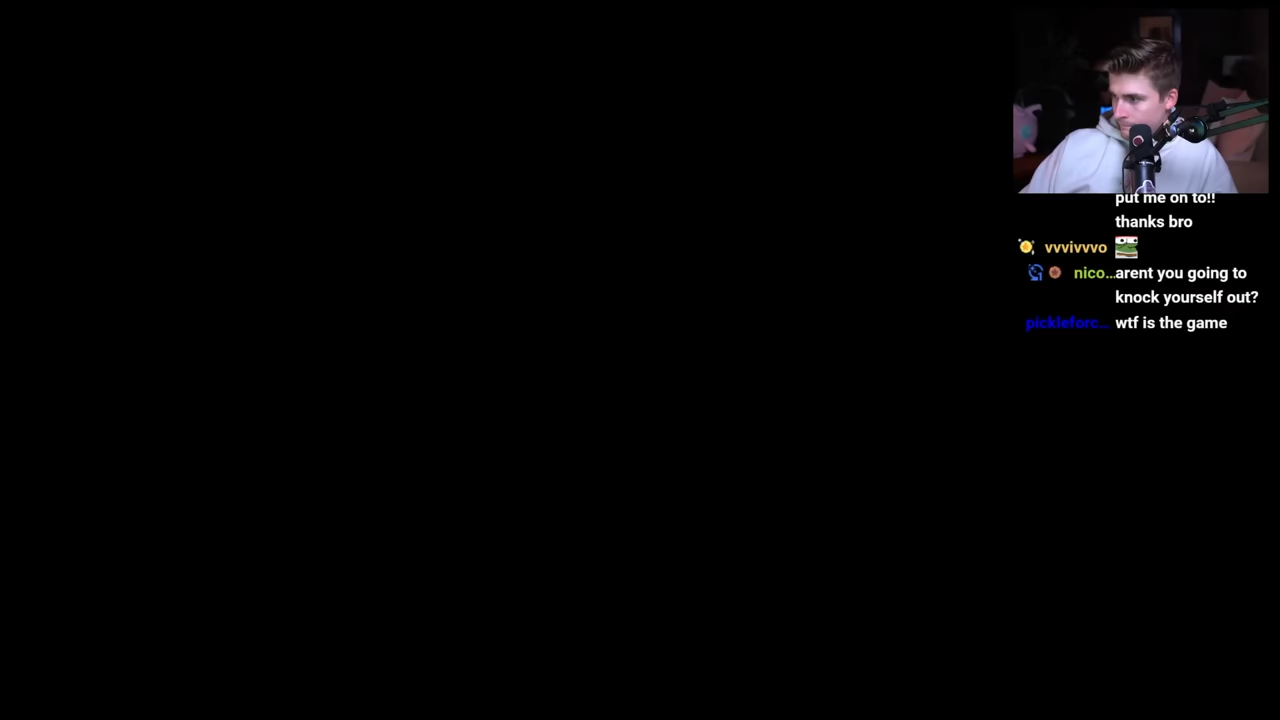 put me on to!!
thanks bro
vvvivvvo
nico... arent you going to
knock yourself out?
pickleforc... wtf is the game